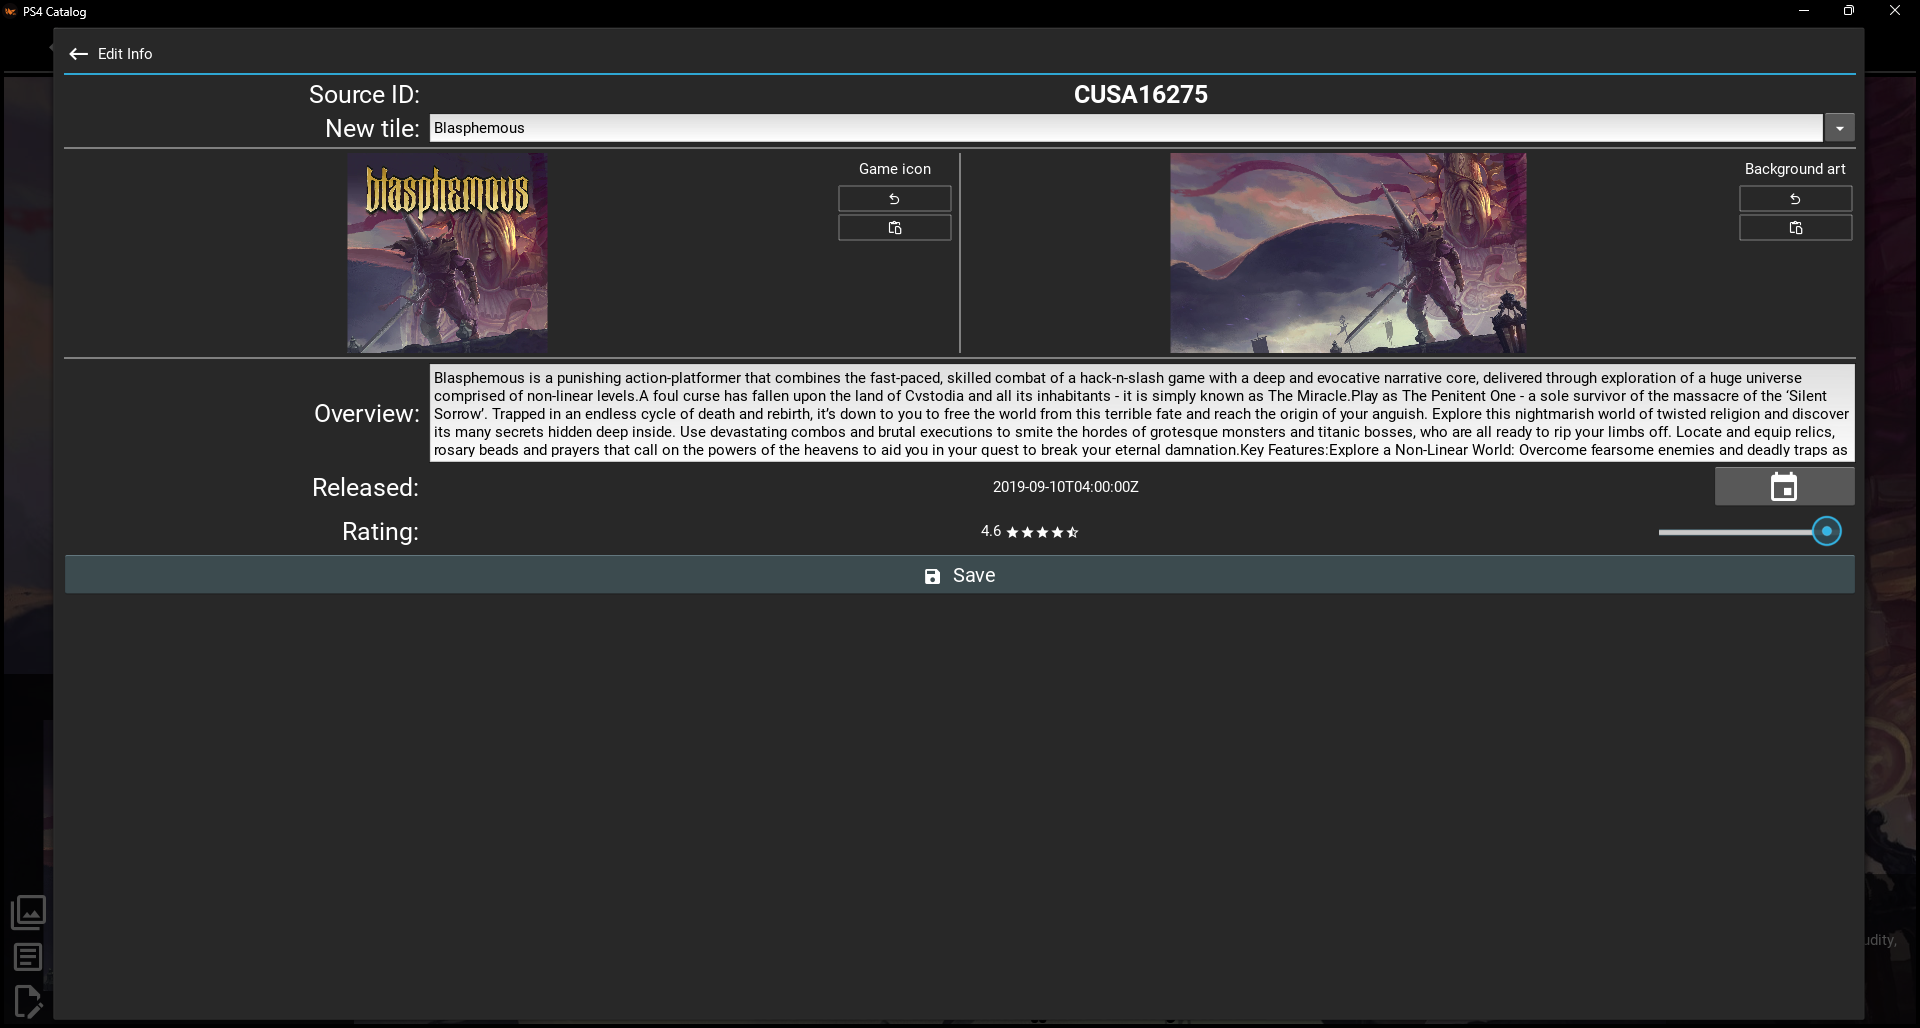 PS4 Catalog
Edit Info
Source ID:
CUSA16275
New tile:
Blasphemous
blasphemous
Game icon
Background art
Overview:
Blasphemous is a punishing action-platformer that combines the fast-paced, skilled combat of a hack-n-slash game with a deep and evocative narrative core, delivered through exploration of a huge universe
comprised of non-linear levels.A foul curse has fallen upon the land of Cvstodia and all its inhabitants - it is simply known as The Miracle.Play as The Penitent One - a sole survivor of the massacre of the ‘Silent
Sorrow’. Trapped in an endless cycle of death and rebirth, it’s down to you to free the world from this terrible fate and reach the origin of your anguish. Explore this nightmarish world of twisted religion and discover
its many secrets hidden deep inside. Use devastating combos and brutal executions to smite the hordes of grotesque monsters and titanic bosses, who are all ready to rip your limbs off. Locate and equip relics,
rosary beads and prayers that call on the powers of the heavens to aid you in your quest to break your eternal damnation.Key Features:Explore a Non-Linear World: Overcome fearsome enemies and deadly traps as
Released:
2019-09-10T04:00:00Z
Rating:
4.6
Save